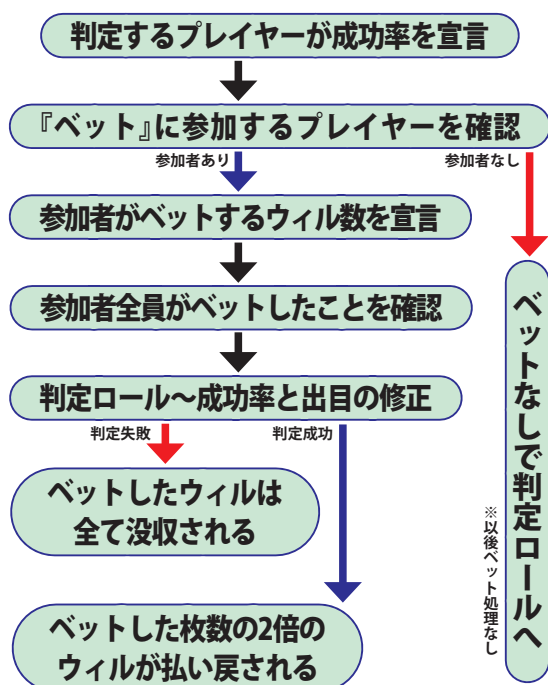 判定するプレイヤーが成功率を宣言
『ベット』に参加するプレイヤーを確認
参加者あり
参加者なし
参加者がベットするウィル数を宣言
参加者全員がベットしたことを確認
判定ロール～成功率と出目の修正
判定失敗
判定成功
ベットしたウィルは
全て没収される
ベットした枚数の2倍の
ウィルが払い戻される
ベットなしで判定ロールへ
※以後ベット処理なし